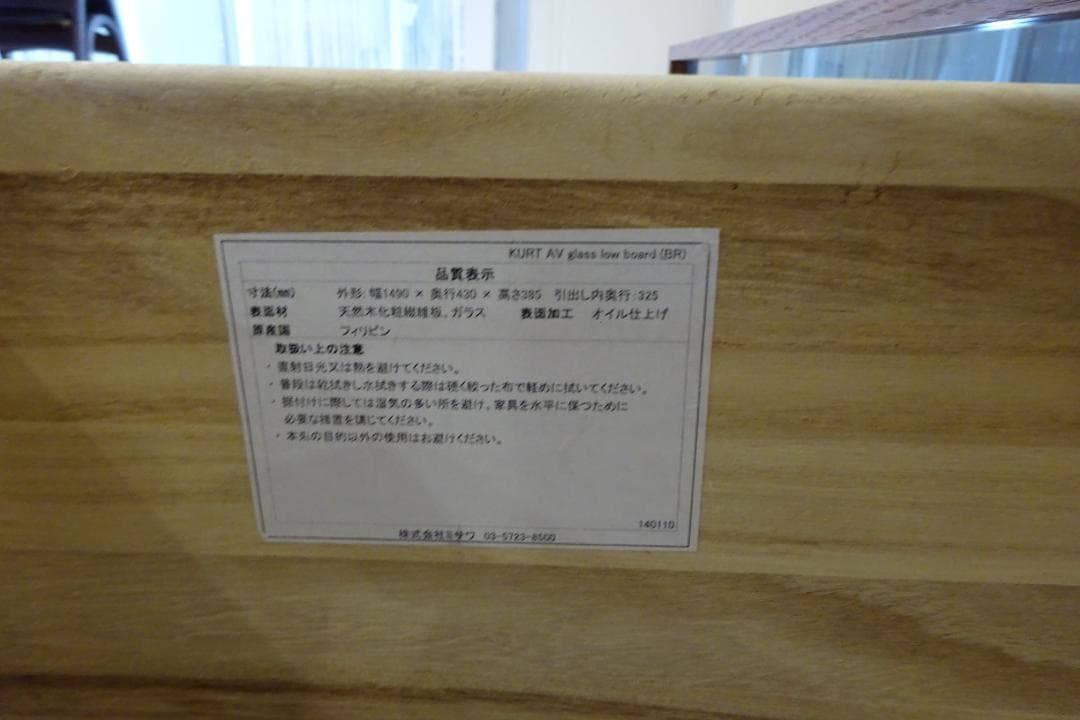 KURT AV glass low board (BR)
品質表示
寸法(mm) 外形:幅1490 × 奥行430 × 高さ385 引出し内奥行:325
表面材 天然木化粧繊維板、ガラス 表面加工 オイル仕上げ
原産国 フィリピン
取扱い上の注意
・直射日光又は熱を避けてください。
・普段は乾拭きし水拭きする際は硬く絞った布で軽めに拭いてください。
・据付けに際しては湿気の多い所を避け、家具を水平に保つために
必要な措置を講じてください。
・本来の目的以外の使用はお避けください。
140110
株式会社ミサワ 03-5723-8500